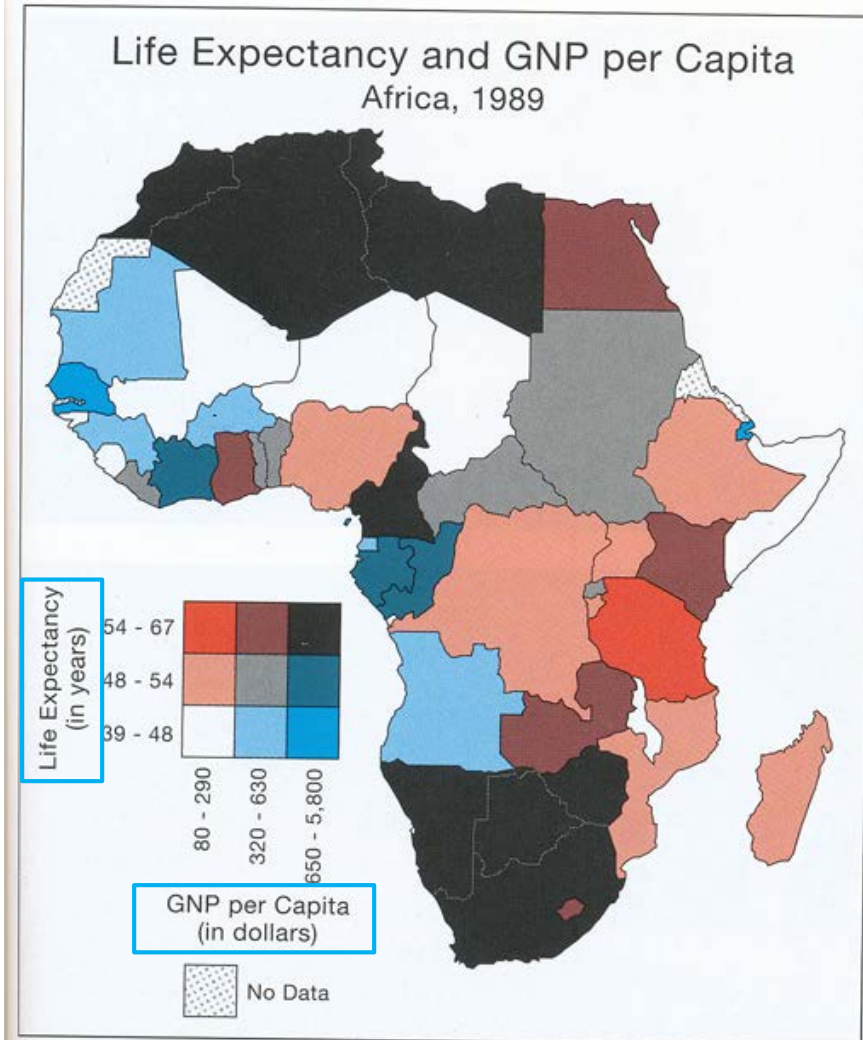 Life Expectancy and GNP per Capita
Africa, 1989
Life Expectancy
(in years)
54 - 67
48 - 54
39 - 48
80 - 290
320 - 630
650 - 5,800
GNP per Capita
(in dollars)
No Data